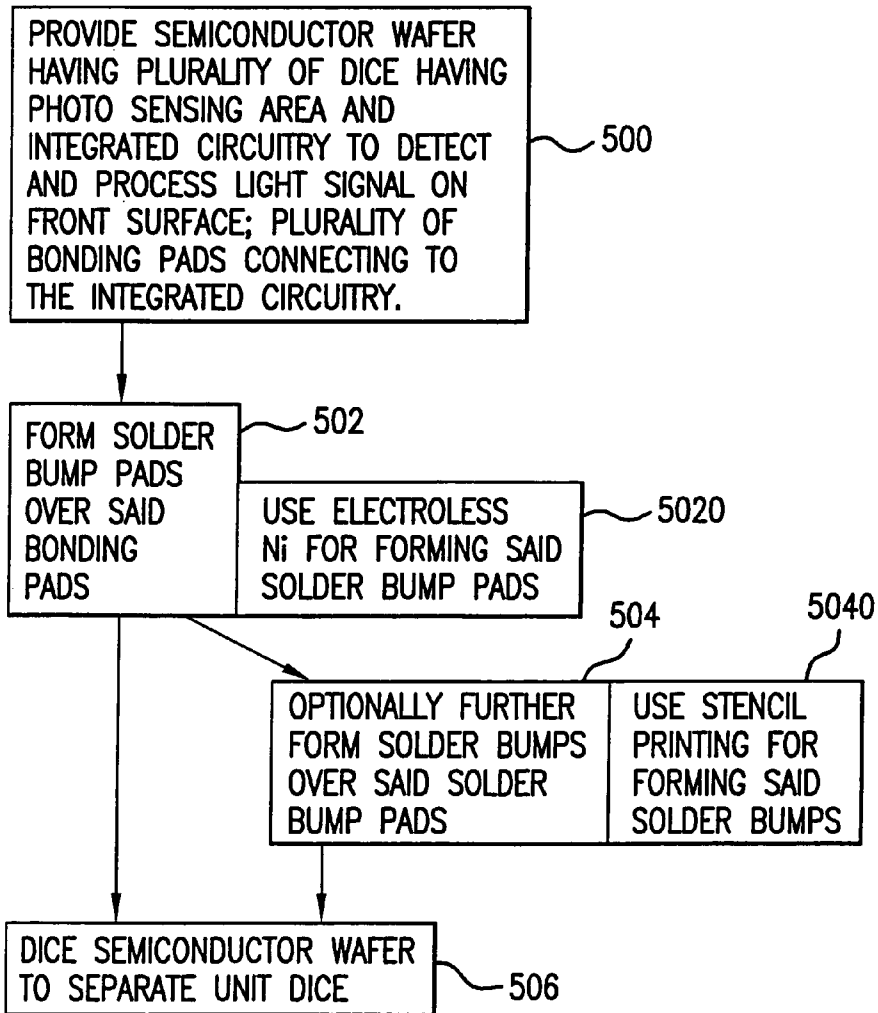 PROVIDE SEMICONDUCTOR WAFER
HAVING PLURALITY OF DICE HAVING
PHOTO SENSING AREA AND
INTEGRATED CIRCUITRY TO DETECT
AND PROCESS LIGHT SIGNAL ON
FRONT SURFACE; PLURALITY OF
BONDING PADS CONNECTING TO
THE INTEGRATED CIRCUITRY.
500
FORM SOLDER
BUMP PADS
OVER SAID
BONDING
PADS
502
USE ELECTROLESS
Ni FOR FORMING SAID
SOLDER BUMP PADS
5020
OPTIONALLY FURTHER
FORM SOLDER BUMPS
OVER SAID SOLDER
BUMP PADS
504
USE STENCIL
PRINTING FOR
FORMING SAID
SOLDER BUMPS
5040
DICE SEMICONDUCTOR WAFER
TO SEPARATE UNIT DICE
506